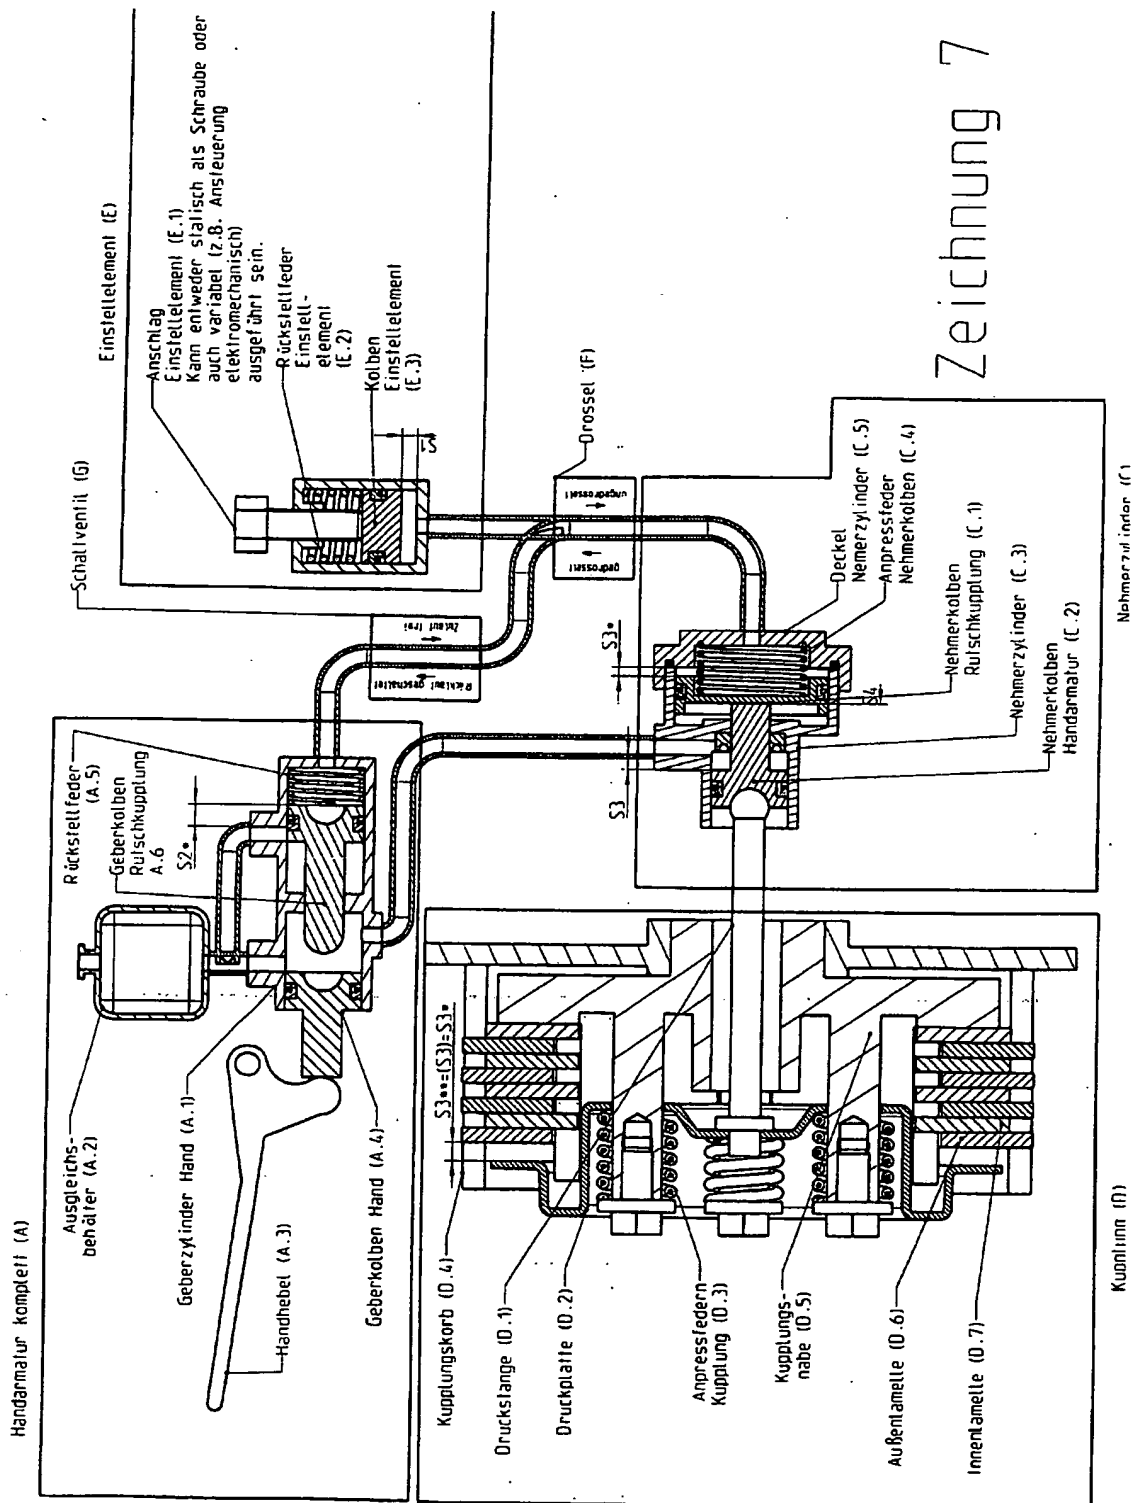 Handarmatur komplett (A)
Ausgleichs-
behälter (A.2)
Geberzylinder Hand (A.1)
Handhebel (A.3)
Geberkolben Hand (A.4)
Rückstellfeder
(A.5)
Geberkolben
Rutschkupplung
A.6
S2*
Schaltventil (G)
Rücklauf geschaltet
Zulauf frei
Einstellelement (E)
Anschlag
Einstellelement (E.1)
Kann entweder statisch als Schraube oder
auch variabel (z.B. Ansteuerung
elektromechanisch)
ausgeführt sein.
Rückstellfeder
Einstell-
element
(E.2)
Kolben
Einstellelement
(E.3)
S1
Drossel (F)
gedrosselt
ungedrosselt
Kupplungskorb (D.4)
S3**=(S3)=S3*
Druckstange (D.1)
Druckplatte (D.2)
Anpressfedern
Kupplung (D.3)
Kupplungs-
nabe (D.5)
Außenlamelle (D.6)
Innenlamelle (D.7)
Kupplung (D)
S3
S3*
S4
Deckel
Nemerzylinder (C.5)
Anpressfeder
Nehmerkolben (C.4)
Nehmerkolben
Rutschkupplung (C.1)
Nehmerzylinder (C.3)
Nehmerkolben
Handarmatur (C.2)
Nehmerzylinder (C)
Zeichnung 7